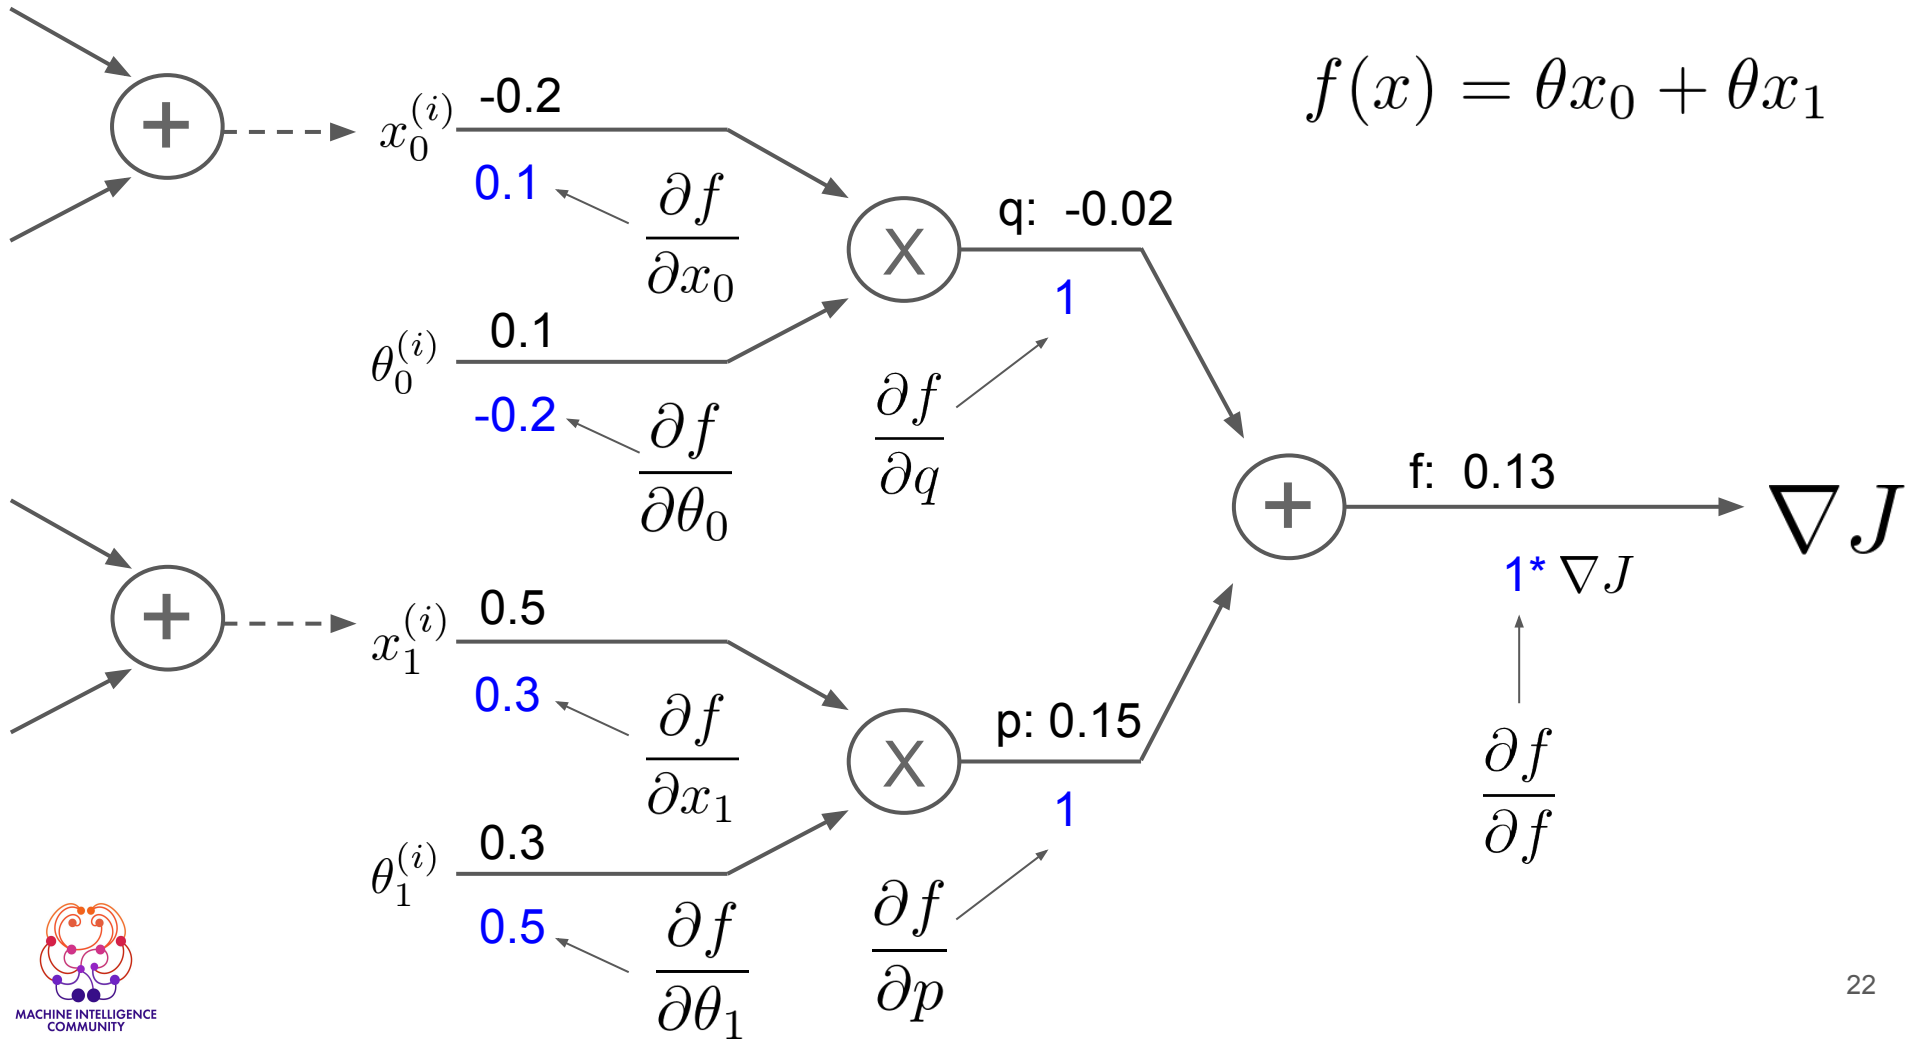 f(x) = θx₀ + θx₁
+
x₀⁽ⁱ⁾ -0.2
0.1
∂f/∂x₀
X
q: -0.02
1
∂f/∂q
θ₀⁽ⁱ⁾ 0.1
-0.2
∂f/∂θ₀
+
f: 0.13
∇J
1* ∇J
∂f/∂f
+
x₁⁽ⁱ⁾ 0.5
0.3
∂f/∂x₁
X
p: 0.15
1
∂f/∂p
θ₁⁽ⁱ⁾ 0.3
0.5
∂f/∂θ₁
MACHINE INTELLIGENCE
COMMUNITY
22